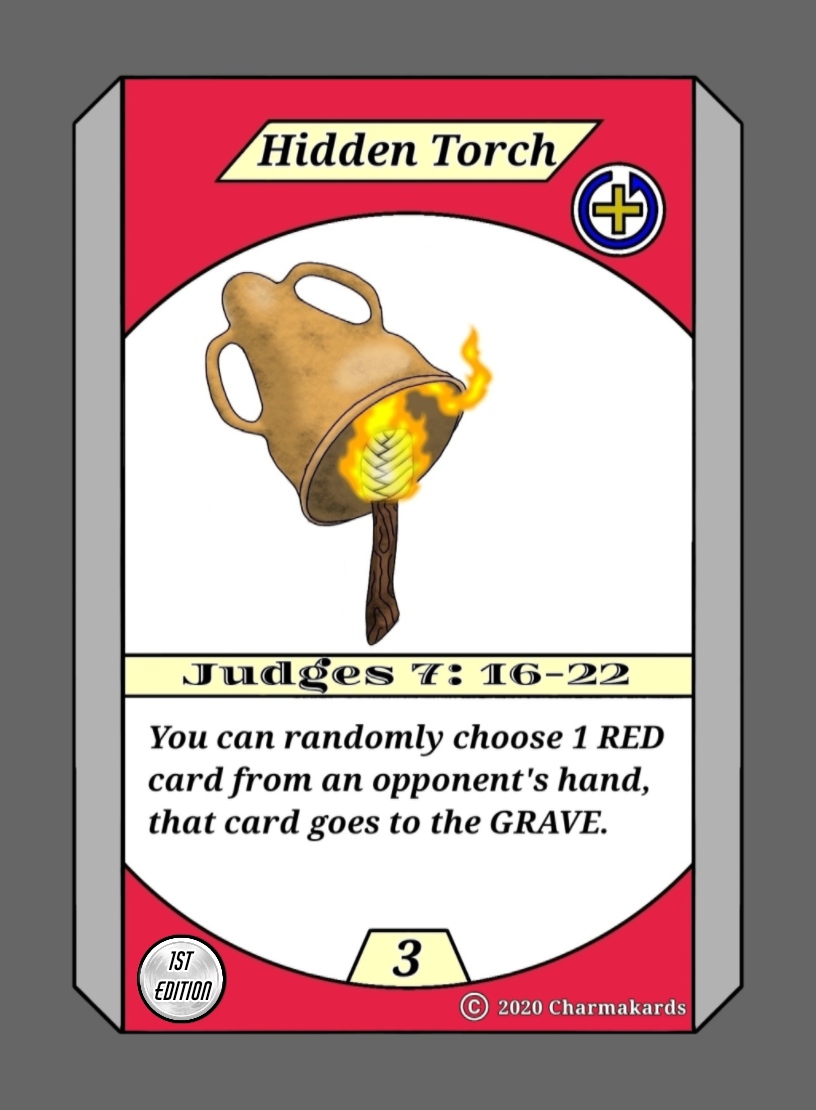 Hidden Torch
Judges 7: 16-22
You can randomly choose 1 RED
card from an opponent's hand,
that card goes to the GRAVE.
3
1ST
EDITION
© 2020 Charmakards